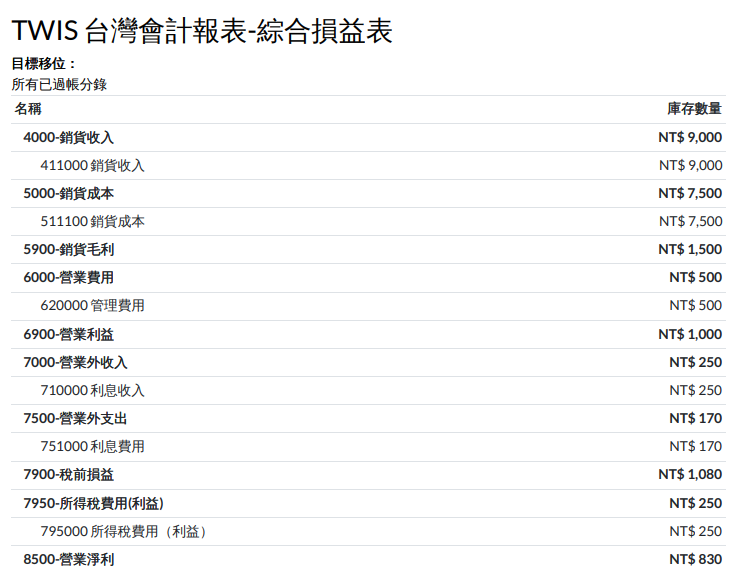 TWIS 台灣會計報表-綜合損益表
目標移位：
所有已過帳分錄
名稱 庫存數量
4000-銷貨收入 NT$ 9,000
411000 銷貨收入 NT$ 9,000
5000-銷貨成本 NT$ 7,500
511100 銷貨成本 NT$ 7,500
5900-銷貨毛利 NT$ 1,500
6000-營業費用 NT$ 500
620000 管理費用 NT$ 500
6900-營業利益 NT$ 1,000
7000-營業外收入 NT$ 250
710000 利息收入 NT$ 250
7500-營業外支出 NT$ 170
751000 利息費用 NT$ 170
7900-稅前損益 NT$ 1,080
7950-所得稅費用(利益) NT$ 250
795000 所得稅費用（利益） NT$ 250
8500-營業淨利 NT$ 830